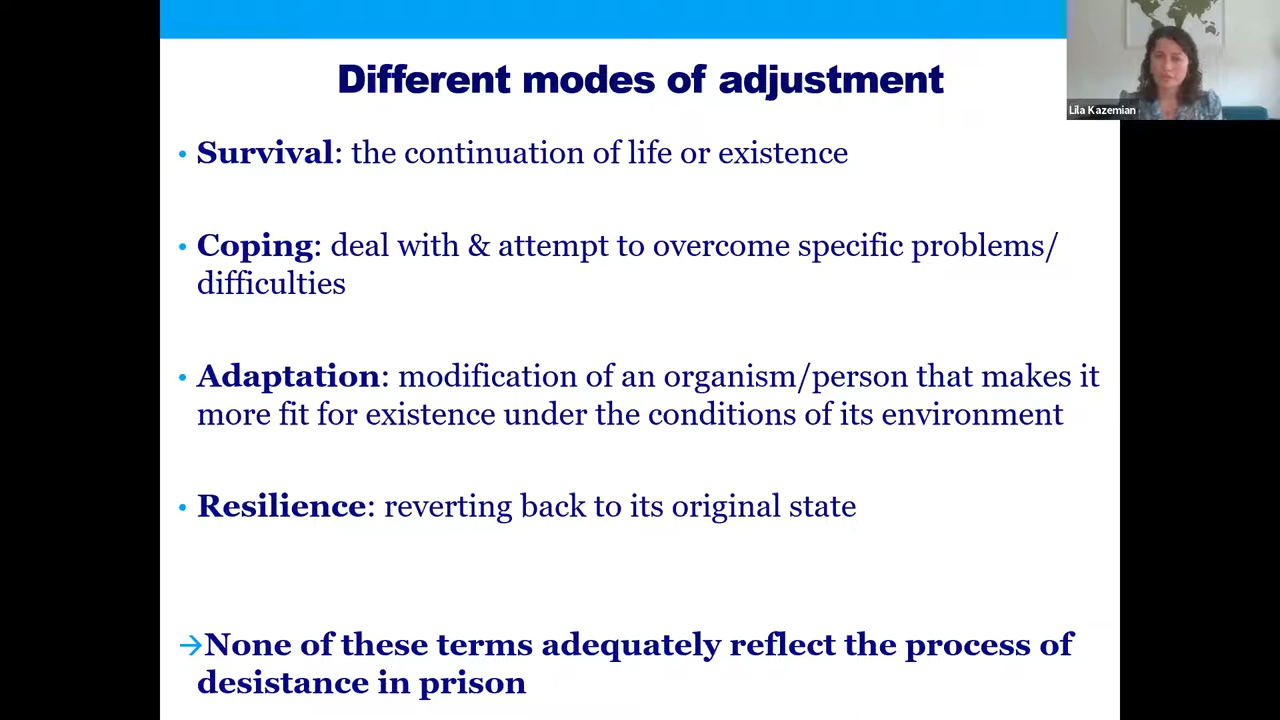 Different modes of adjustment
Lila Kazemian
• Survival: the continuation of life or existence
• Coping: deal with & attempt to overcome specific problems/
difficulties
• Adaptation: modification of an organism/person that makes it
more fit for existence under the conditions of its environment
• Resilience: reverting back to its original state
→None of these terms adequately reflect the process of
desistance in prison